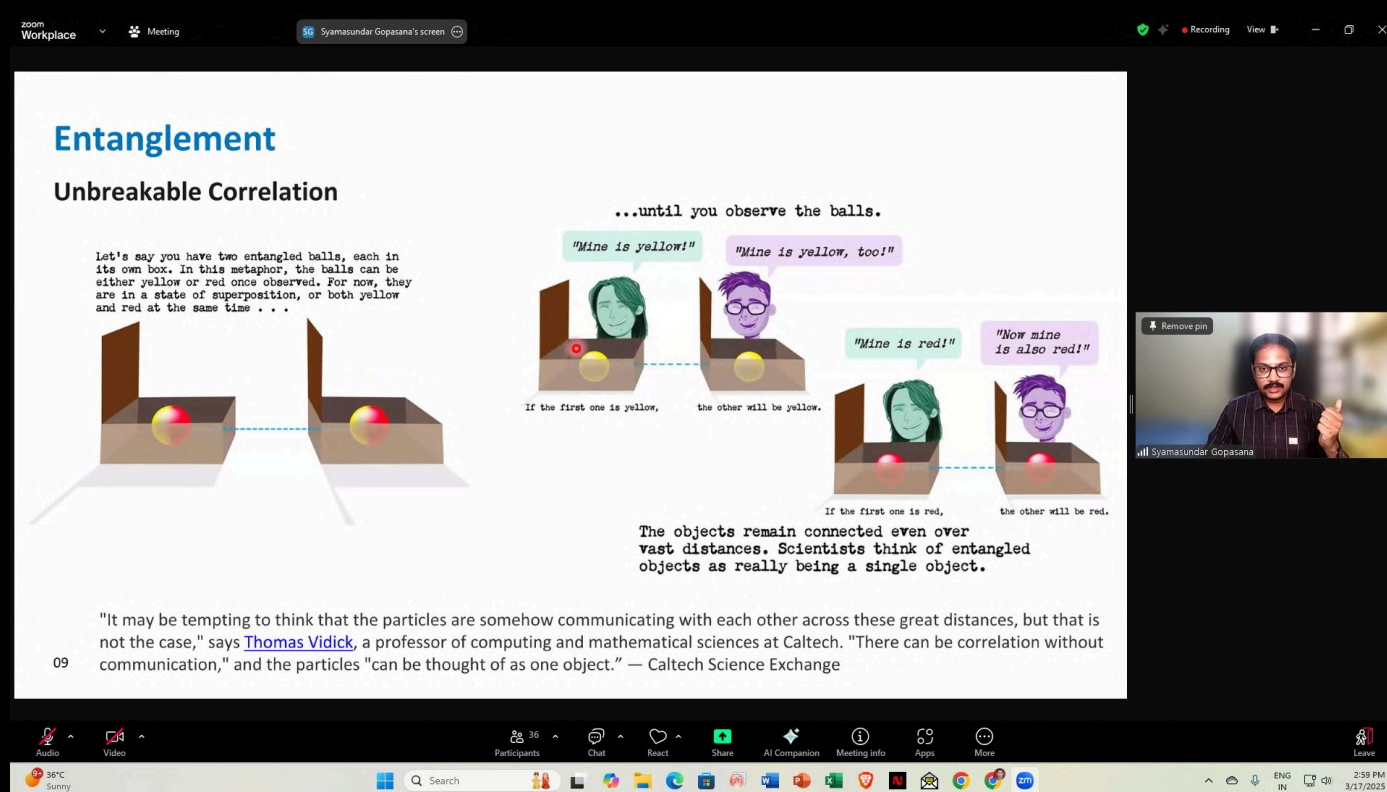 zoom
Workplace
Meeting
SG Syamasundar Gopasana's screen
Recording View
Entanglement
Unbreakable Correlation
Let's say you have two entangled balls, each in
its own box. In this metaphor, the balls can be
either yellow or red once observed. For now, they
are in a state of superposition, or both yellow
and red at the same time . . .
...until you observe the balls.
"Mine is yellow!"
"Mine is yellow, too!"
If the first one is yellow,
the other will be yellow.
"Mine is red!"
"Now mine
is also red!"
If the first one is red,
the other will be red.
The objects remain connected even over
vast distances. Scientists think of entangled
objects as really being a single object.
"It may be tempting to think that the particles are somehow communicating with each other across these great distances, but that is
not the case," says Thomas Vidick, a professor of computing and mathematical sciences at Caltech. "There can be correlation without
communication," and the particles "can be thought of as one object.” — Caltech Science Exchange
09
Remove pin
Syamasundar Gopasana
Audio
Video
36
Participants
Chat
React
Share
AI Companion
Meeting info
Apps
More
Leave
9+
36°C
Sunny
Search
zm
ENG
IN
2:59 PM
3/17/2025